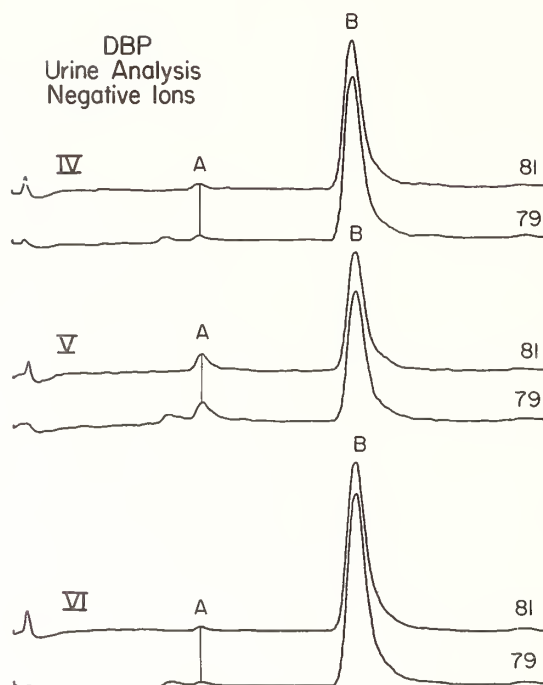 DBP
Urine Analysis
Negative Ions
B
IV
A
81
79
B
V
A
81
79
B
VI
A
81
79